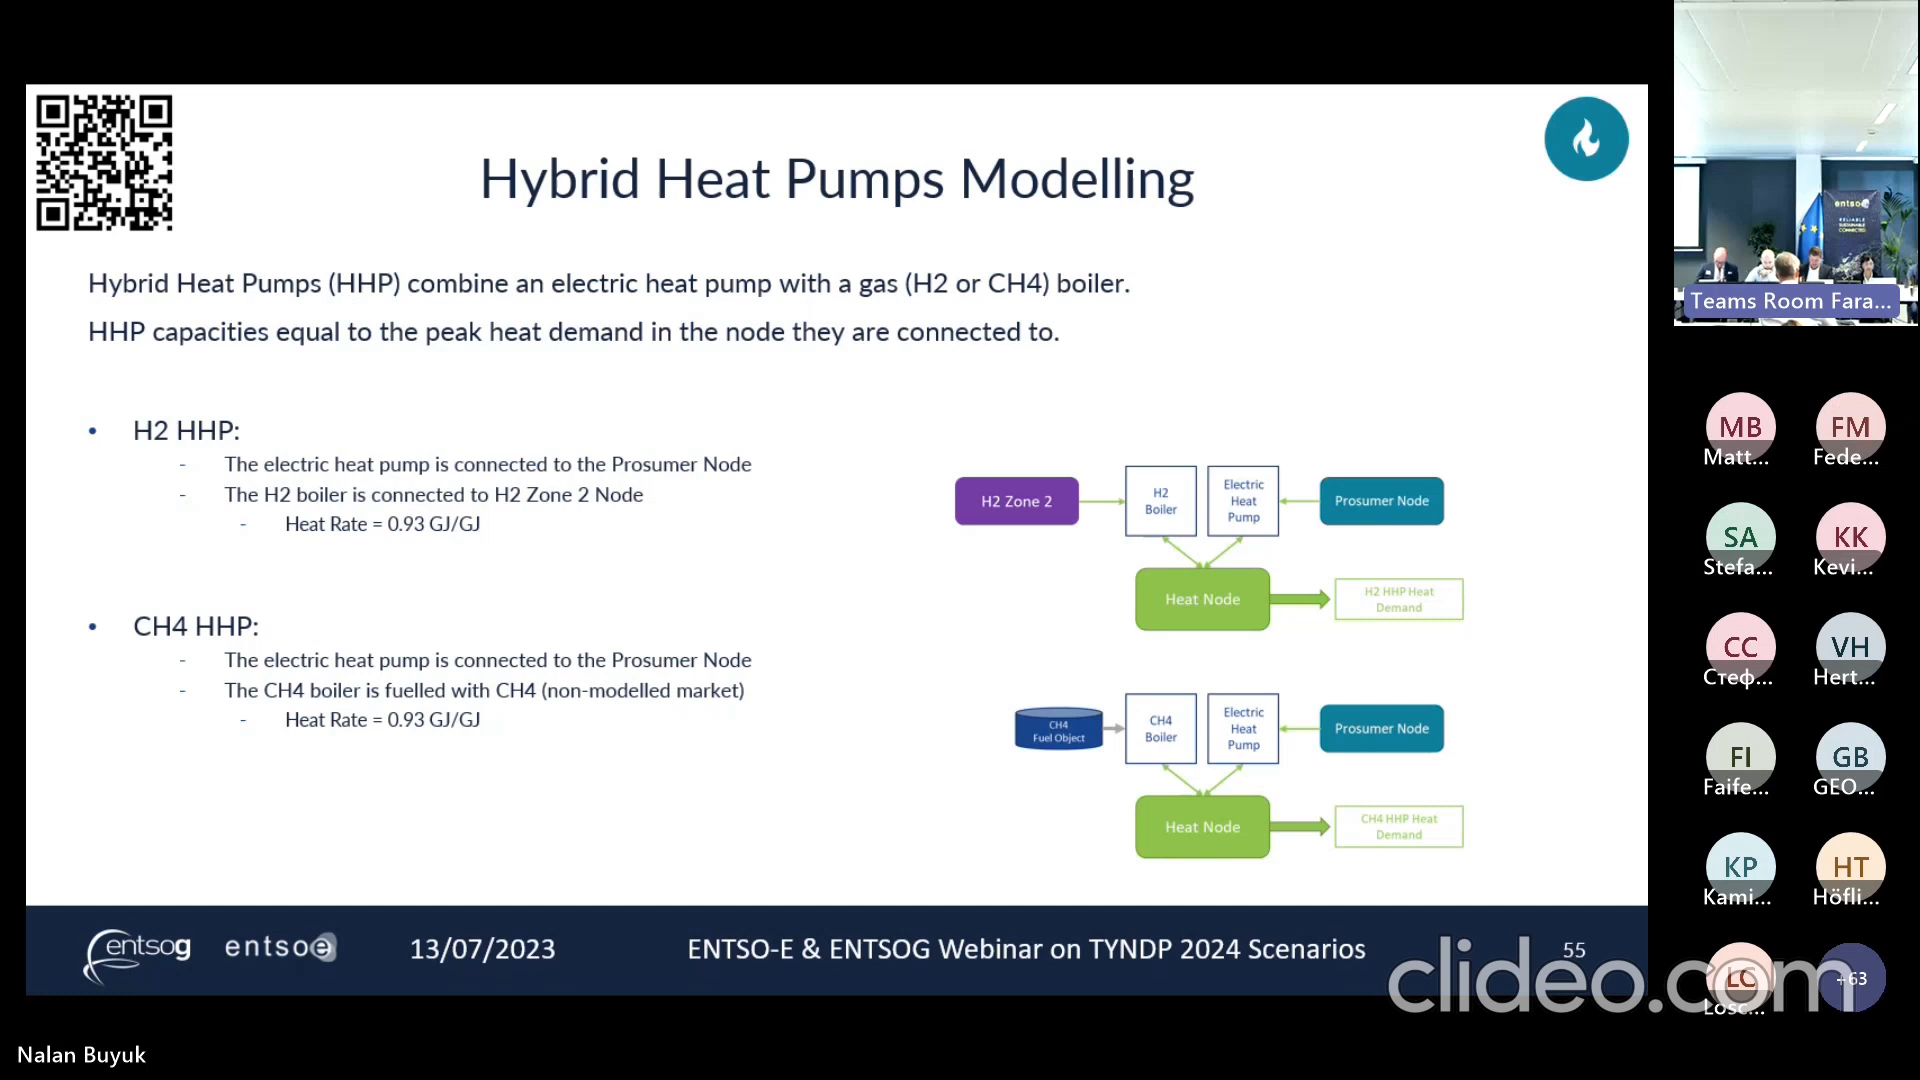 Hybrid Heat Pumps Modelling
Hybrid Heat Pumps (HHP) combine an electric heat pump with a gas (H2 or CH4) boiler.
HHP capacities equal to the peak heat demand in the node they are connected to.
• H2 HHP:
- The electric heat pump is connected to the Prosumer Node
- The H2 boiler is connected to H2 Zone 2 Node
- Heat Rate = 0.93 GJ/GJ
• CH4 HHP:
- The electric heat pump is connected to the Prosumer Node
- The CH4 boiler is fuelled with CH4 (non-modelled market)
- Heat Rate = 0.93 GJ/GJ
H2 Zone 2
H2
Boiler
Electric
Heat
Pump
Prosumer Node
Heat Node
H2 HHP Heat
Demand
CH4
Fuel Object
CH4
Boiler
Electric
Heat
Pump
Prosumer Node
Heat Node
CH4 HHP Heat
Demand
entsog
entsoe
13/07/2023
ENTSO-E & ENTSOG Webinar on TYNDP 2024 Scenarios
55
clideo.com
Nalan Buyuk
entsoe
RELIABLE
SUSTAINABLE
CONNECTED
Teams Room Fara...
MB
Matt...
FM
Fede...
SA
Stefa...
KK
Kevi...
CC
Стеф...
VH
Hert...
FI
Faife...
GB
GEO...
KP
Kami...
HT
Höfli...
LC
Losc...
+63